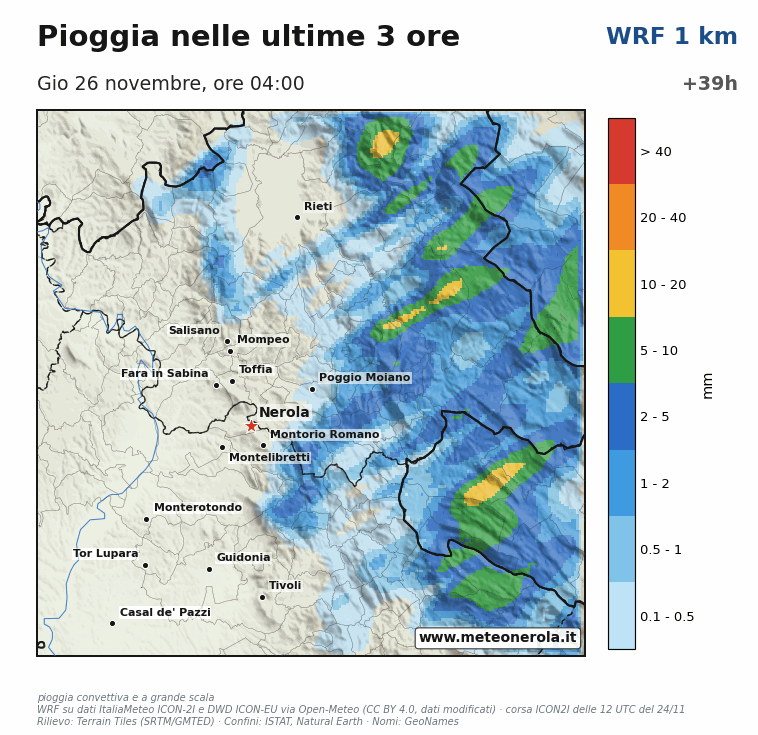 Pioggia nelle ultime 3 ore
WRF 1 km
Gio 26 novembre, ore 04:00
+39h
Rieti
Salisano
Mompeo
Toffia
Fara in Sabina
Poggio Moiano
Nerola
Montorio Romano
Montelibretti
Monterotondo
Tor Lupara
Guidonia
Tivoli
Casal de' Pazzi
www.meteonerola.it
> 40
20 - 40
10 - 20
5 - 10
2 - 5
1 - 2
0.5 - 1
0.1 - 0.5
mm
pioggia convettiva e a grande scala
WRF su dati ItaliaMeteo ICON-2I e DWD ICON-EU via Open-Meteo (CC BY 4.0, dati modificati) · corsa ICON2I delle 12 UTC del 24/11
Rilievo: Terrain Tiles (SRTM/GMTED) · Confini: ISTAT, Natural Earth · Nomi: GeoNames